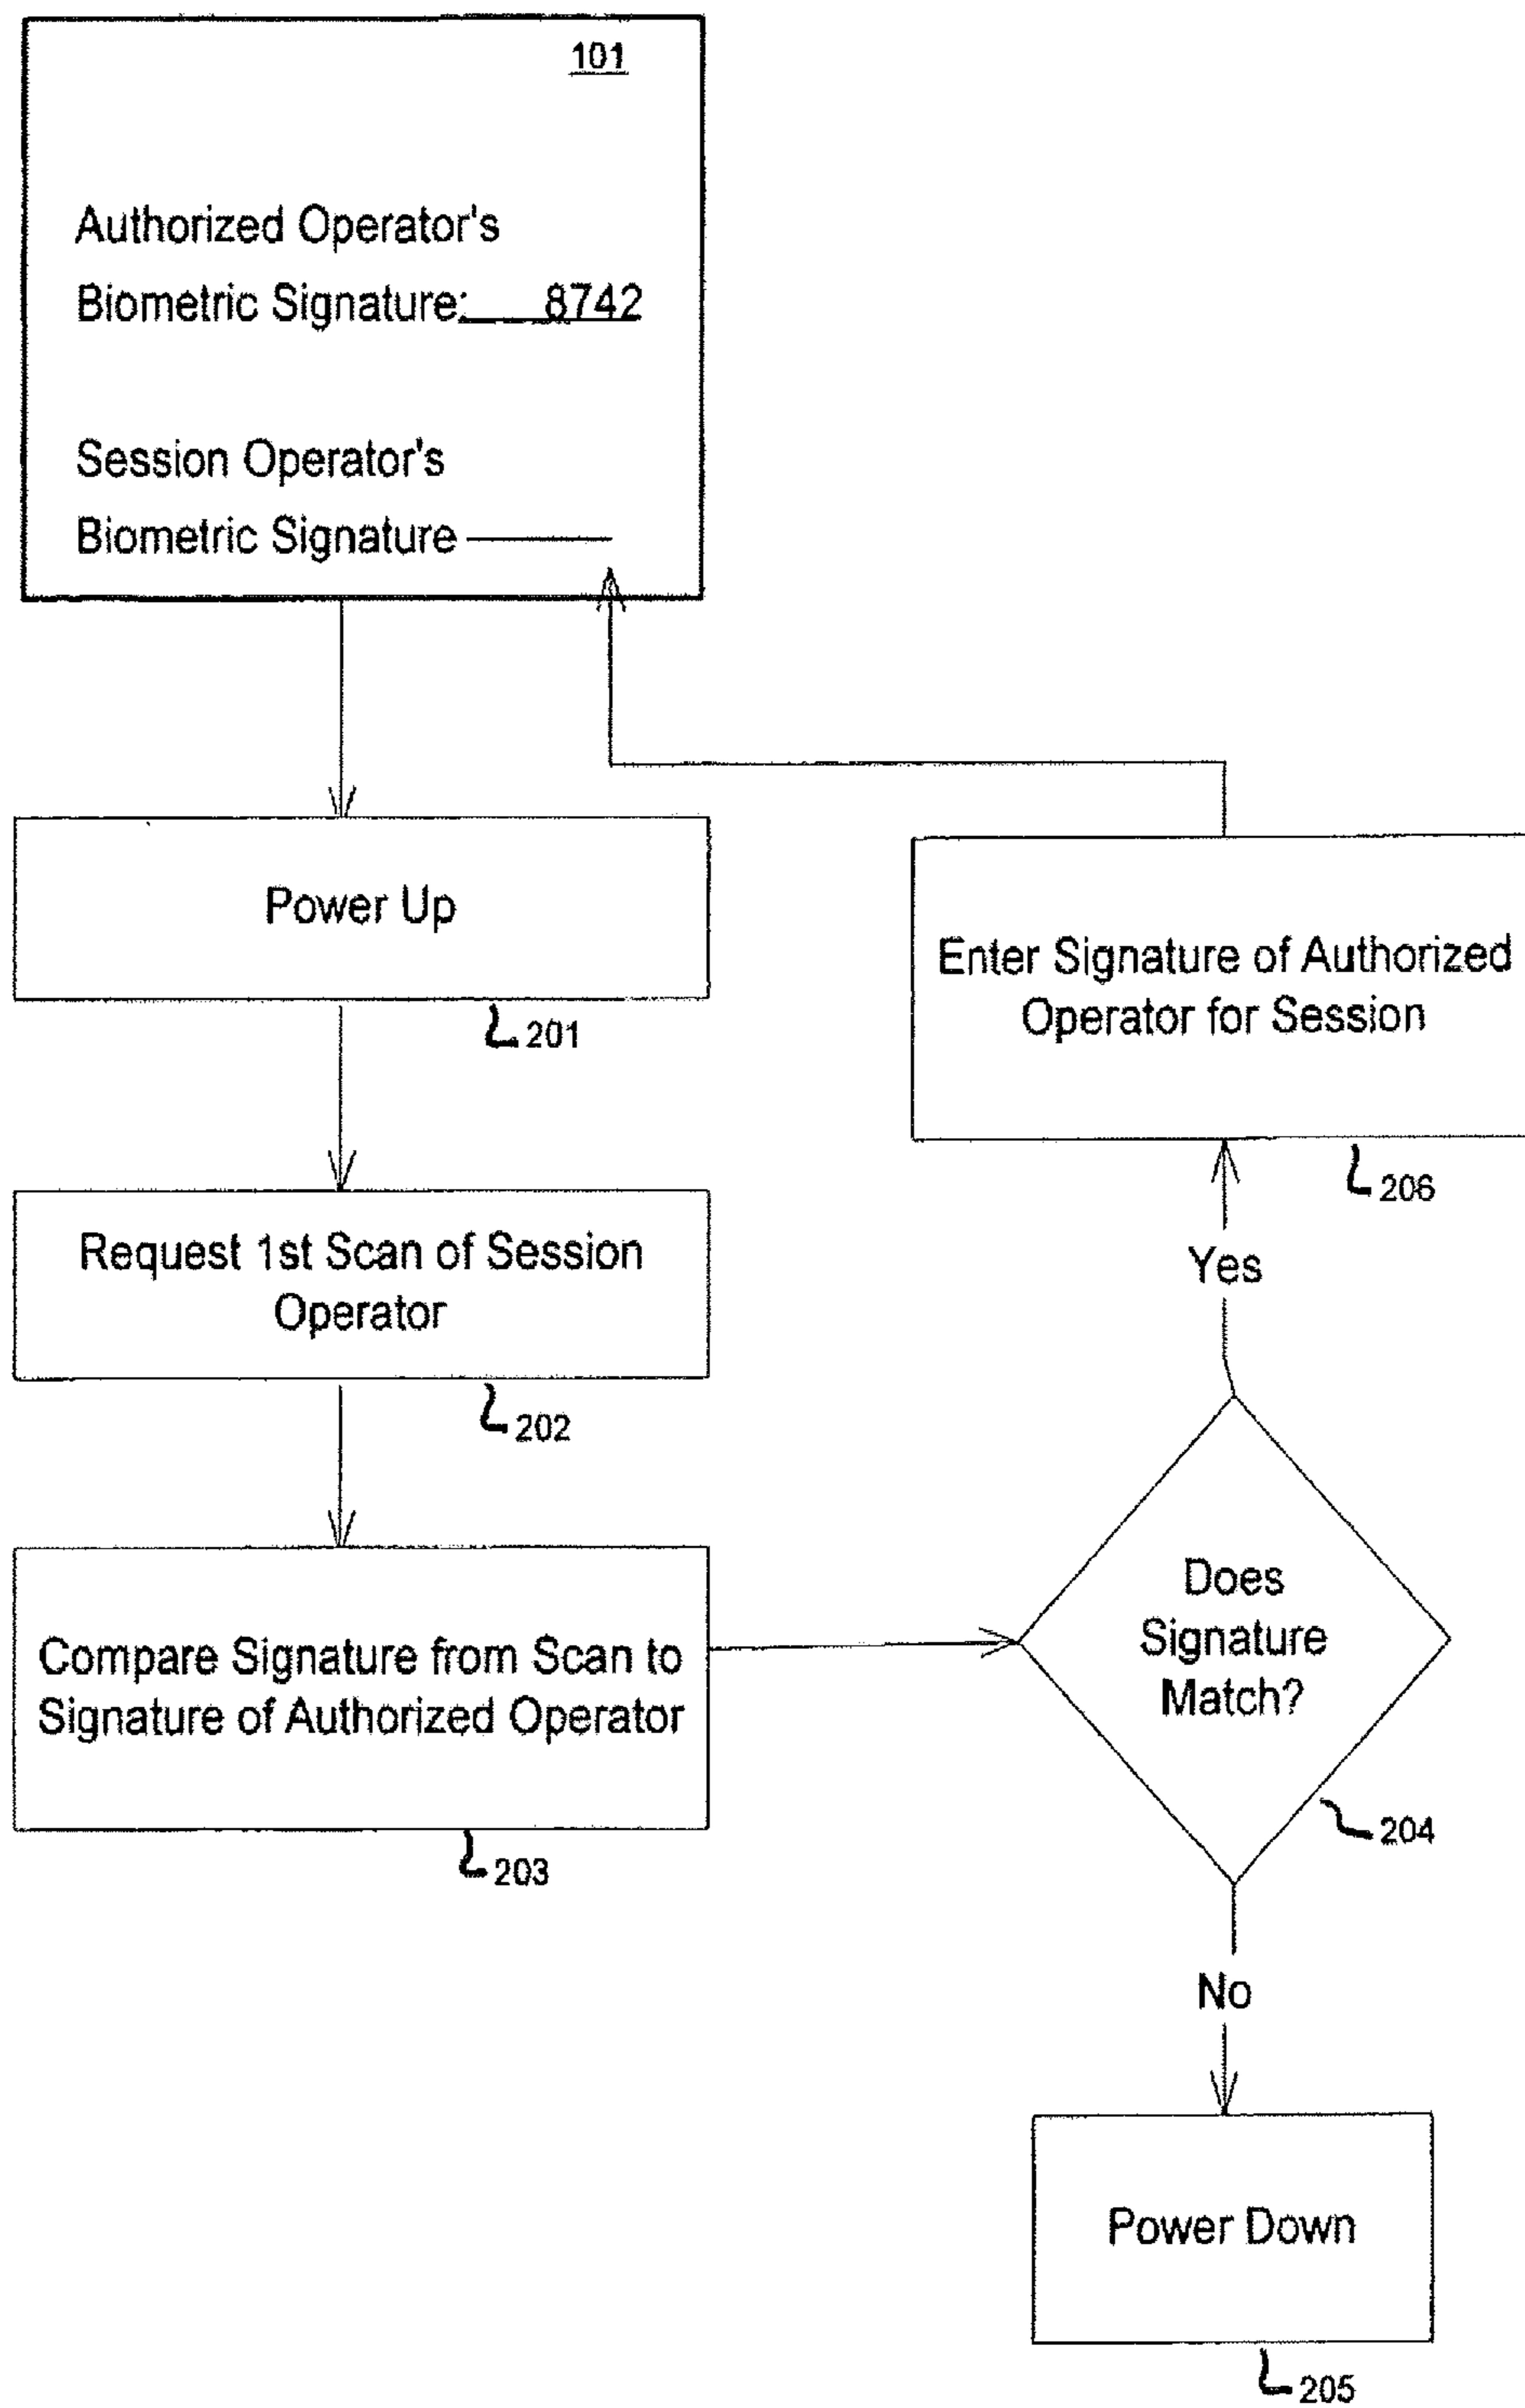 101
Authorized Operator's
Biometric Signature: 8742
Session Operator's
Biometric Signature
Power Up
201
Request 1st Scan of Session
Operator
202
Compare Signature from Scan to
Signature of Authorized Operator
203
Does
Signature
Match?
204
Yes
Enter Signature of Authorized
Operator for Session
206
No
Power Down
205